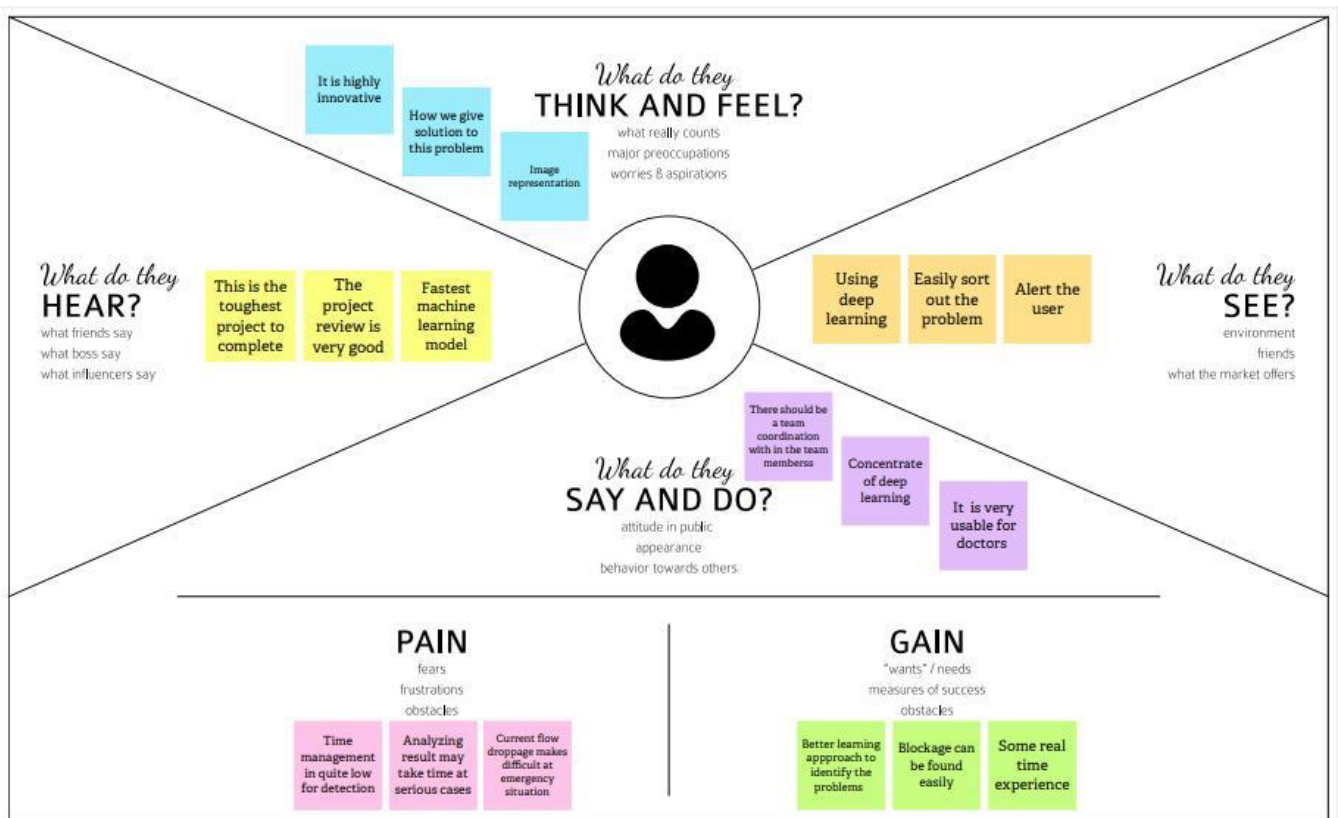 It is highly
innovative
How we give
solution to
this problem
Image
representation
What do they
THINK AND FEEL?
what really counts
major preoccupations
worries & aspirations
What do they
HEAR?
what friends say
what boss say
what influencers say
This is the
toughest
project to
complete
The
project
review is
very good
Fastest
machine
learning
model
Using
deep
learning
Easily sort
out the
problem
Alert the
user
What do they
SEE?
environment
friends
what the market offers
What do they
SAY AND DO?
attitude in public
appearance
behavior towards others
There should be
a team
coordination
with in the team
memberss
Concentrate
of deep
learning
It is very
usable for
doctors
PAIN
fears
frustrations
obstacles
Time
management
in quite low
for detection
Analyzing
result may
take time at
serious cases
Current flow
droppage makes
difficult at
emergency
situation
GAIN
"wants" / needs
measures of success
obstacles
Better learning
appproach to
identify the
problems
Blockage can
be found
easily
Some real
time
experience